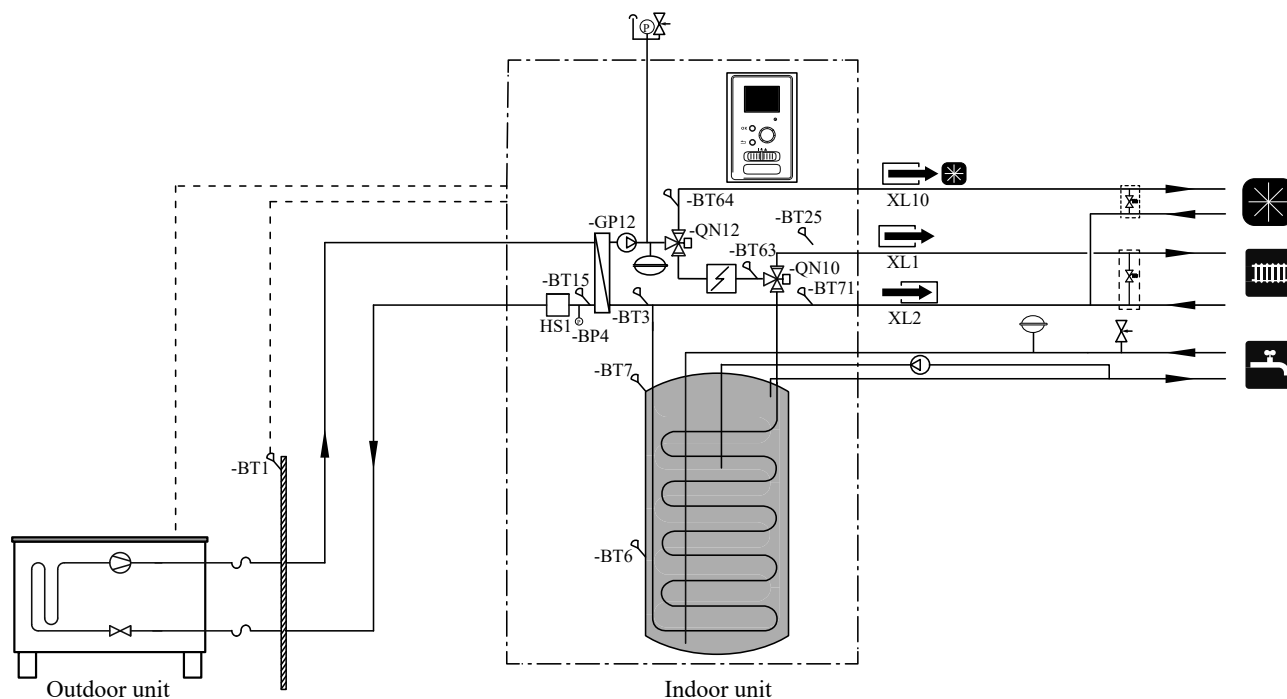 P
OK
-BT64
XL10
-GP12
-QN12
-BT25
-BT63
XL1
-QN10
-BT15
-BT71
HS1
-BP4
-BT3
XL2
-BT7
-BT1
-BT6
Outdoor unit
Indoor unit